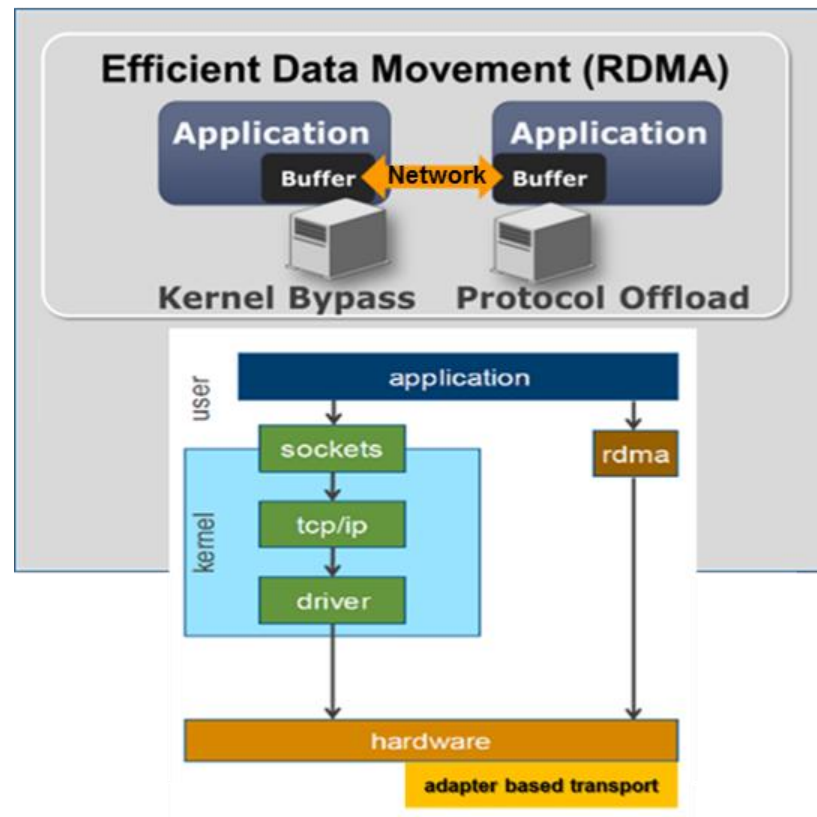 Efficient Data Movement (RDMA)
Application Application
Buffer Network Buffer
Kernel Bypass Protocol Offload
user
application
sockets
rdma
kernel
tcp/ip
driver
hardware
adapter based transport